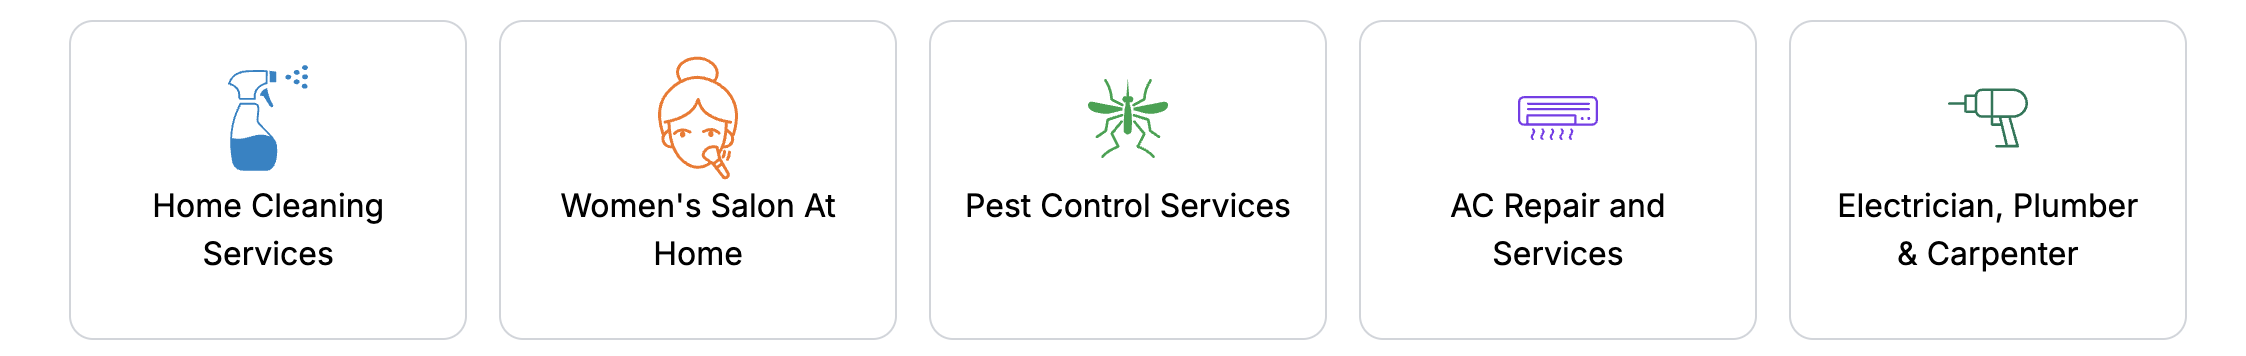 Home Cleaning
Services
Women's Salon At
Home
Pest Control Services
AC Repair and
Services
Electrician, Plumber
& Carpenter